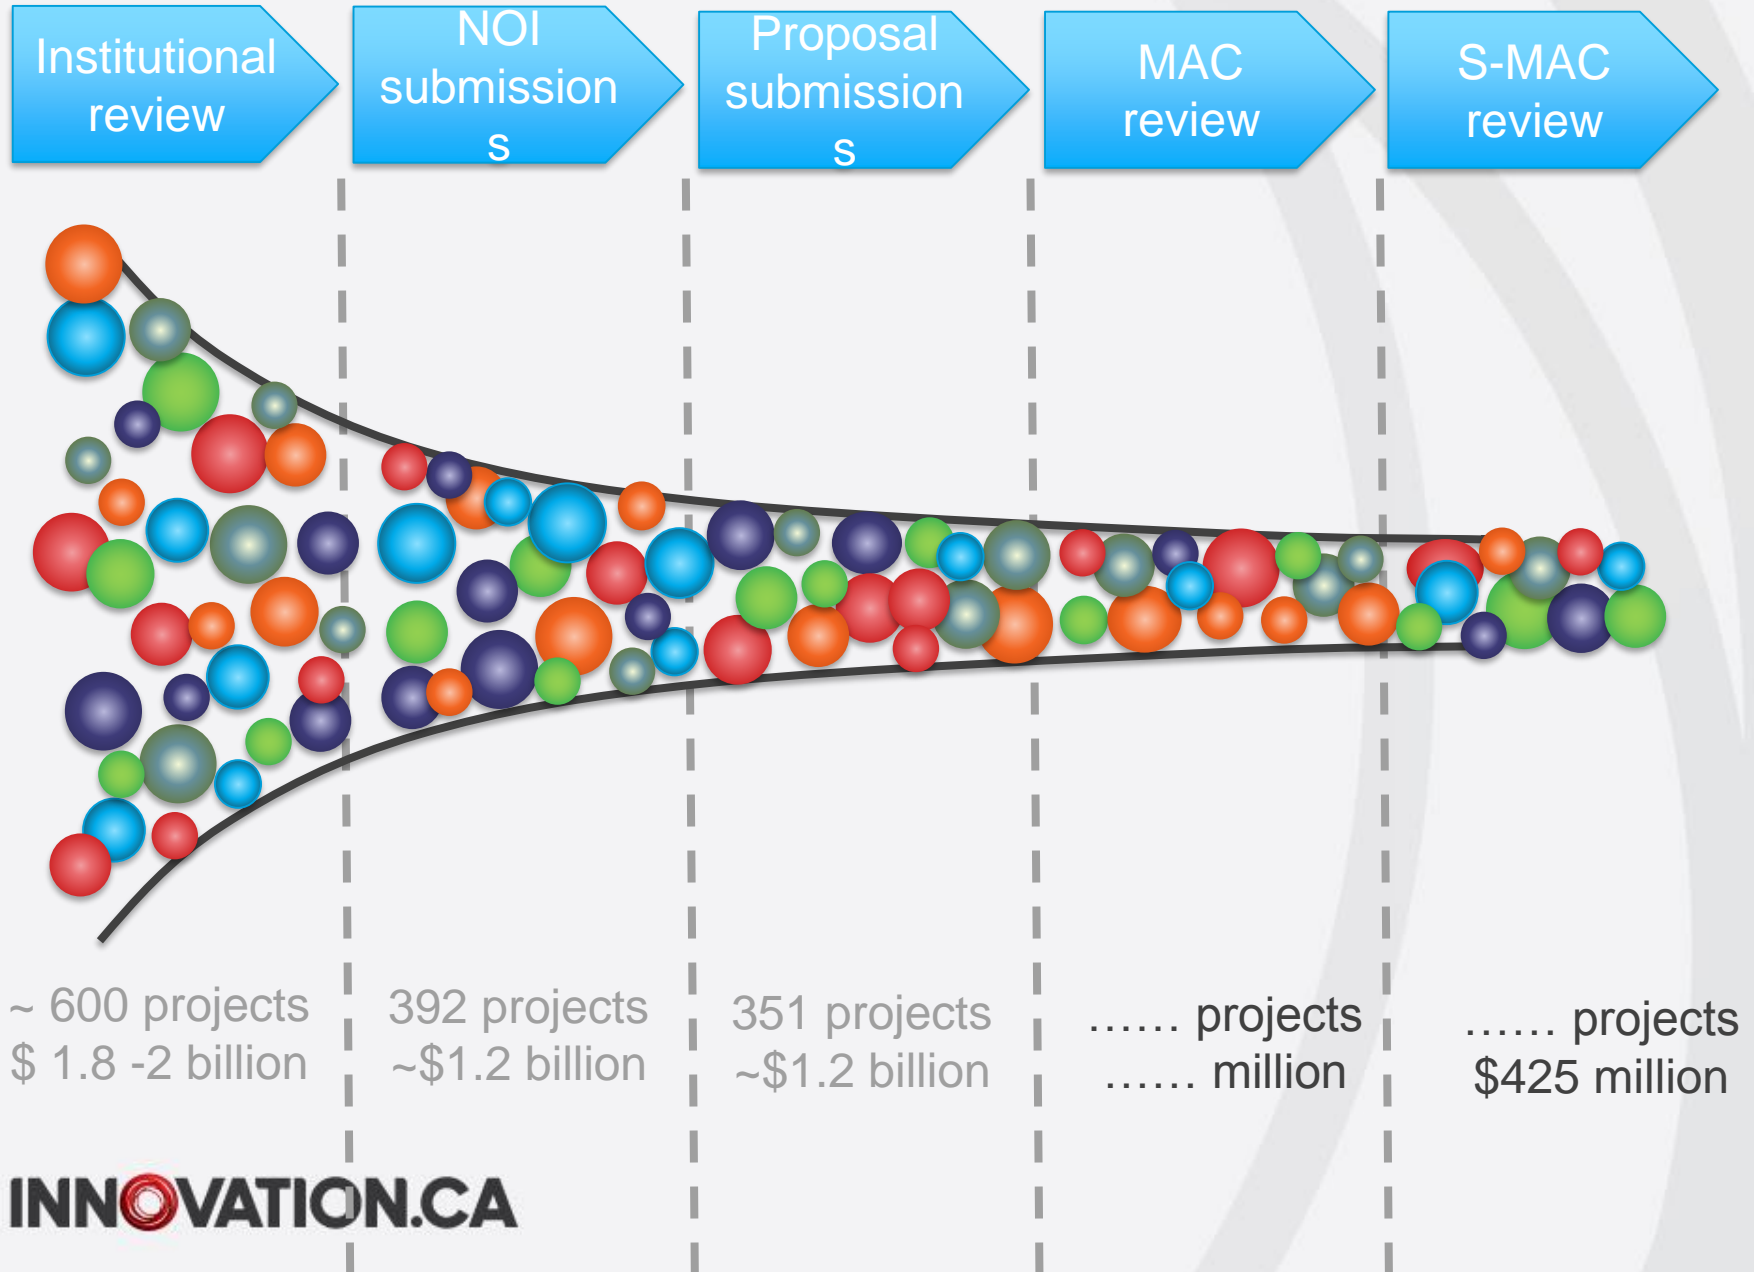 Institutional
review
NOI
submission
s
Proposal
submission
s
MAC
review
S-MAC
review
~ 600 projects
$ 1.8 -2 billion
392 projects
~$1.2 billion
351 projects
~$1.2 billion
...... projects
...... million
...... projects
$425 million
INNOVATION.CA